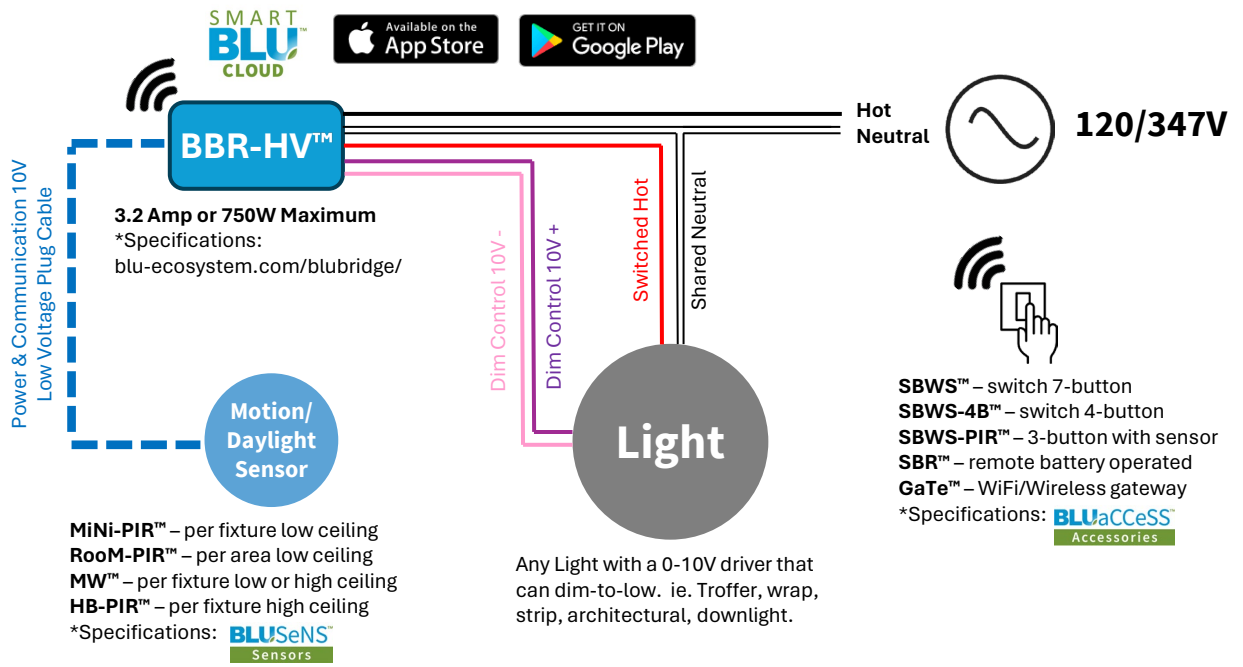 SMART
BLU™
CLOUD
Available on the
App Store
GET IT ON
Google Play
BBR-HV™
Hot
Neutral
120/347V
3.2 Amp or 750W Maximum
*Specifications:
blu-ecosystem.com/blubridge/
Power & Communication 10V
Low Voltage Plug Cable
Dim Control 10V -
Dim Control 10V +
Switched Hot
Shared Neutral
Motion/
Daylight
Sensor
Light
MiNi-PIR™ – per fixture low ceiling
RooM-PIR™ – per area low ceiling
MW™ – per fixture low or high ceiling
HB-PIR™ – per fixture high ceiling
*Specifications: BLUSeNS™
Sensors
Any Light with a 0-10V driver that
can dim-to-low. ie. Troffer, wrap,
strip, architectural, downlight.
SBWS™ – switch 7-button
SBWS-4B™ – switch 4-button
SBWS-PIR™ – 3-button with sensor
SBR™ – remote battery operated
GaTe™ – WiFi/Wireless gateway
*Specifications: BLUaCCeSS™
Accessories